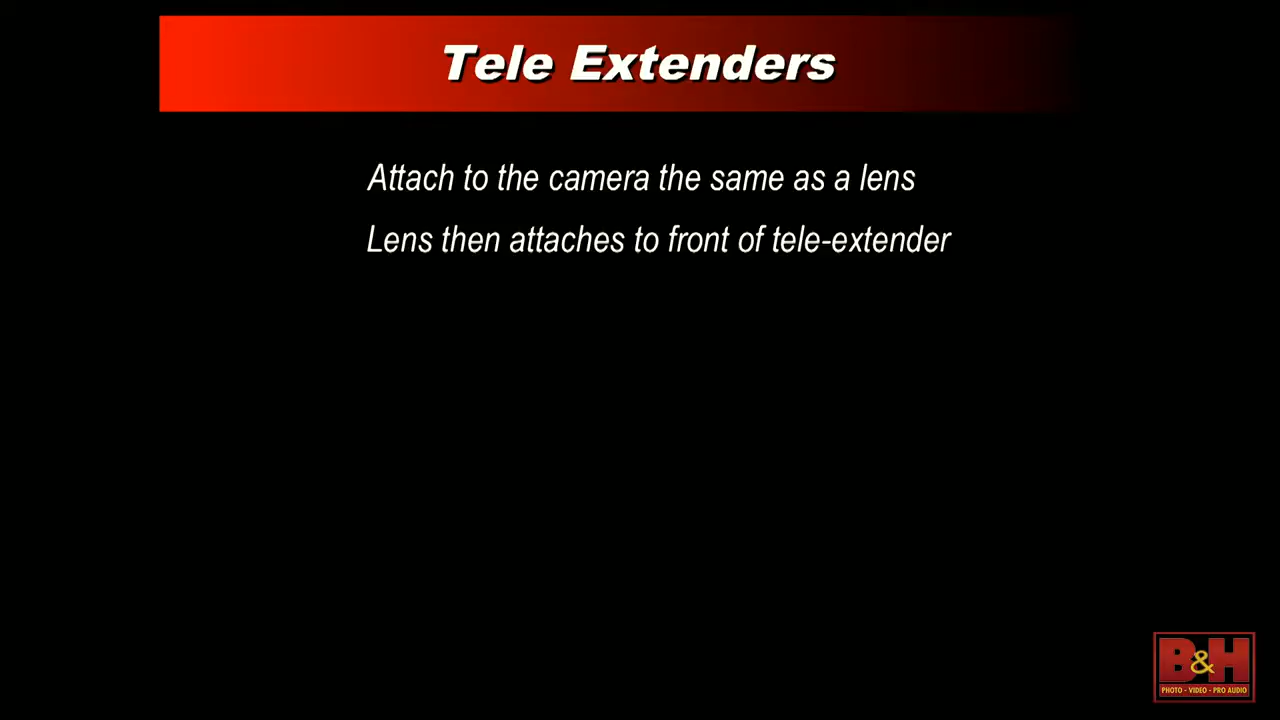 Tele Extenders
Attach to the camera the same as a lens
Lens then attaches to front of tele-extender
B&H
PHOTO - VIDEO - PRO AUDIO